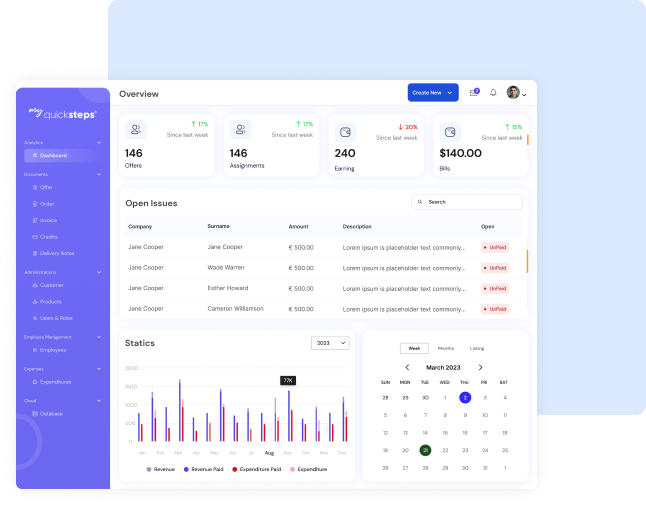 my quicksteps®
Analytics
Dashboard
Documents
Offer
Order
Invoice
Credits
Delivery Notes
Administrations
Customer
Products
Users & Roles
Employee Management
Employees
Expenses
Expenditures
Cloud
Database
Overview
Create New
2
↑ 17%
Since last week
146
Offers
↑ 17%
Since last week
146
Assignments
↓ 20%
Since last week
240
Earning
↑ 15%
Since last week
$140.00
Bills
Open Issues
Search
Company Surname Amount Description Open
Jane Cooper Jane Cooper € 500.00 Lorem ipsum is placeholder text commonly... UnPaid
Jane Cooper Wade Warren € 500.00 Lorem ipsum is placeholder text commonly... UnPaid
Jane Cooper Esther Howard € 500.00 Lorem ipsum is placeholder text commonly... UnPaid
Jane Cooper Cameron Williamson € 500.00 Lorem ipsum is placeholder text commonly... UnPaid
Statics
2023
2000
1500
1000
500
0
77K
Jan Feb Mar Apr May Jun Jul Aug Sep Oct Nov Dec
Revenue Revenue Paid Expenditure Paid Expenditure
Week Months Listing
March 2023
SUN MON TUE WED THU FRI SAT
28 29 30 1 2 3 4
5 6 7 8 9 10 11
12 13 14 15 16 17 18
19 20 21 22 23 24 25
26 27 28 29 30 31 1